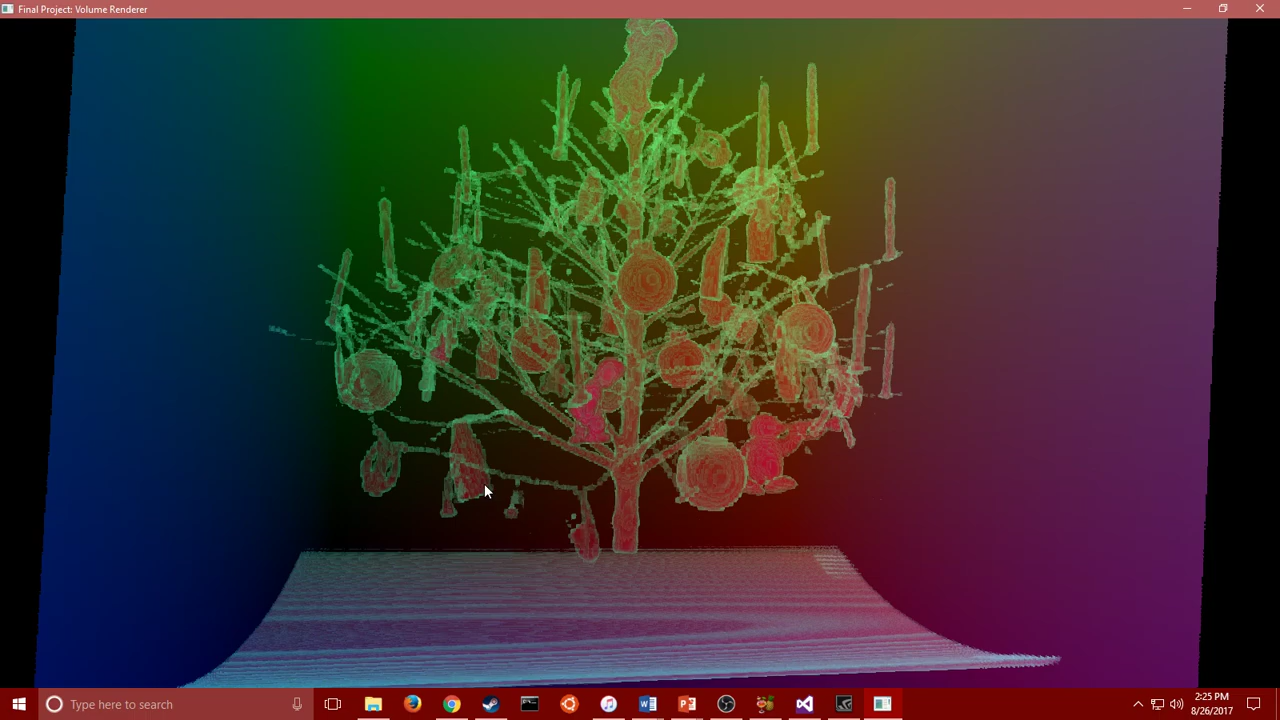 Final Project: Volume Renderer
Type here to search
2:25 PM
8/26/2017